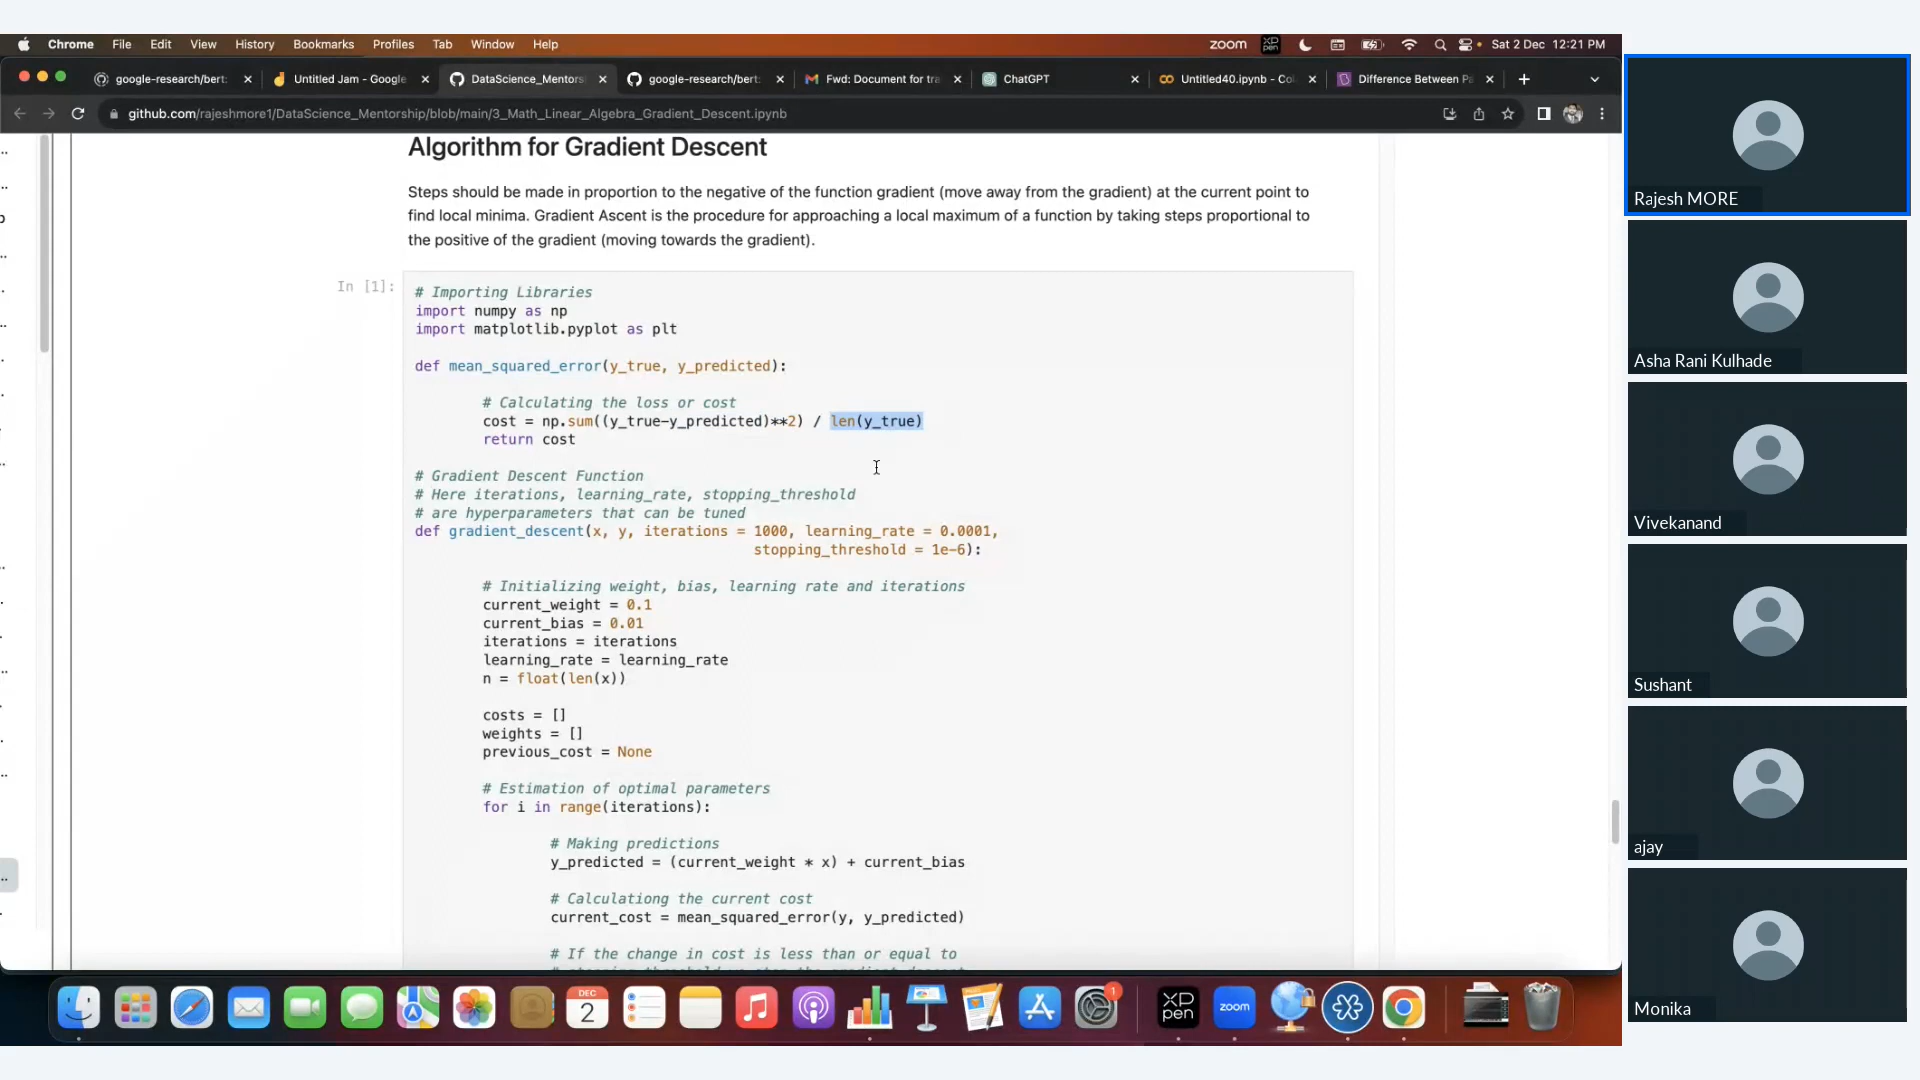 Chrome File Edit View History Bookmarks Profiles Tab Window Help
zoom XP pen Sat 2 Dec 12:21 PM
google-research/bert: Untitled Jam - Google DataScience_Mentors google-research/bert: Fwd: Document for tra ChatGPT Untitled40.ipynb - Co Difference Between Pa
github.com/rajeshmore1/DataScience_Mentorship/blob/main/3_Math_Linear_Algebra_Gradient_Descent.ipynb
Algorithm for Gradient Descent
Steps should be made in proportion to the negative of the function gradient (move away from the gradient) at the current point to
find local minima. Gradient Ascent is the procedure for approaching a local maximum of a function by taking steps proportional to
the positive of the gradient (moving towards the gradient).
In [1]:
# Importing Libraries
import numpy as np
import matplotlib.pyplot as plt
def mean_squared_error(y_true, y_predicted):
# Calculating the loss or cost
cost = np.sum((y_true-y_predicted)**2) / len(y_true)
return cost
# Gradient Descent Function
# Here iterations, learning_rate, stopping_threshold
# are hyperparameters that can be tuned
def gradient_descent(x, y, iterations = 1000, learning_rate = 0.0001,
stopping_threshold = 1e-6):
# Initializing weight, bias, learning rate and iterations
current_weight = 0.1
current_bias = 0.01
iterations = iterations
learning_rate = learning_rate
n = float(len(x))
costs = []
weights = []
previous_cost = None
# Estimation of optimal parameters
for i in range(iterations):
# Making predictions
y_predicted = (current_weight * x) + current_bias
# Calculationg the current cost
current_cost = mean_squared_error(y, y_predicted)
# If the change in cost is less than or equal to
Rajesh MORE
Asha Rani Kulhade
Vivekanand
Sushant
ajay
Monika
DEC
2
1
XP
pen
zoom